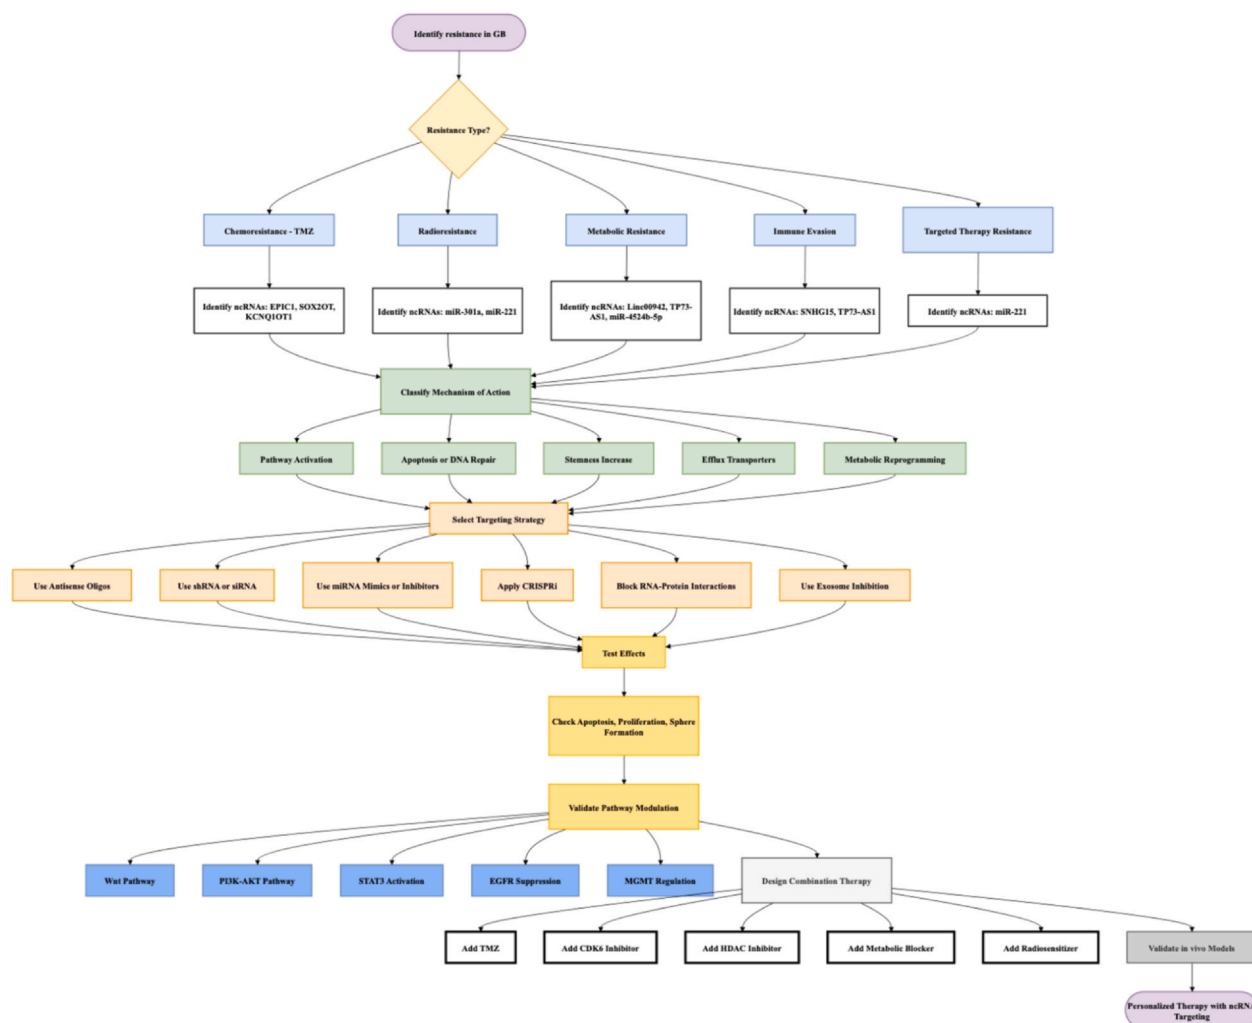 Identify resistance in GB
Resistance Type?
Chemoresistance - TMZ
Radioresistance
Metabolic Resistance
Immune Evasion
Targeted Therapy Resistance
Identify ncRNAs: EPIC1, SOX2OT,
KCNQ1OT1
Identify ncRNAs: miR-301a, miR-221
Identify ncRNAs: Linc00942, TP73-
AS1, miR-4524b-5p
Identify ncRNAs: SNHG15, TP73-AS1
Identify ncRNAs: miR-221
Classify Mechanism of Action
Pathway Activation
Apoptosis or DNA Repair
Stemness Increase
Efflux Transporters
Metabolic Reprogramming
Select Targeting Strategy
Use Antisense Oligos
Use shRNA or siRNA
Use miRNA Mimics or Inhibitors
Apply CRISPRi
Block RNA-Protein Interactions
Use Exosome Inhibition
Test Effects
Check Apoptosis, Proliferation, Sphere
Formation
Validate Pathway Modulation
Wnt Pathway
PI3K-AKT Pathway
STAT3 Activation
EGFR Suppression
MGMT Regulation
Design Combination Therapy
Add TMZ
Add CDK6 Inhibitor
Add HDAC Inhibitor
Add Metabolic Blocker
Add Radiosensitizer
Validate in vivo Models
Personalized Therapy with ncRNA
Targeting